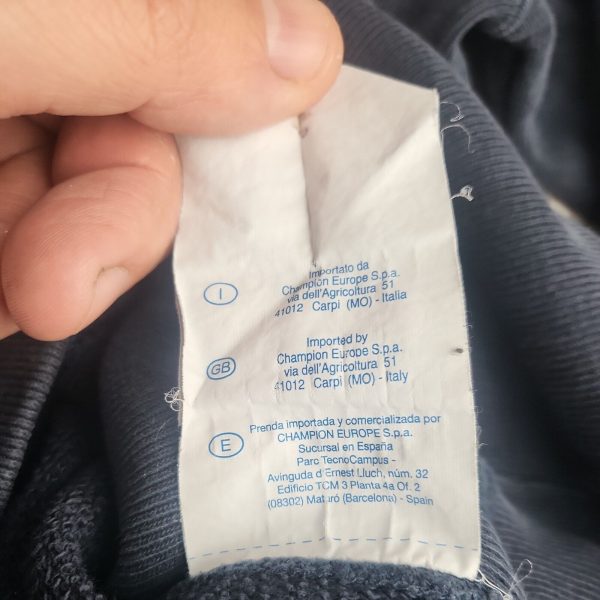 I
Importato da
Champion Europe S.p.a.
via dell'Agricoltura 51
41012 Carpi (MO) - Italia
GB
Imported by
Champion Europe S.p.a.
via dell'Agricoltura 51
41012 Carpi (MO) - Italy
E
Prenda importada y comercializada por
CHAMPION EUROPE S.p.a.
Sucursal en España
Parc TecnoCampus -
Avinguda d'Ernest Lluch, núm. 32
Edificio TCM 3 Planta 4a Of. 2
(08302) Mataró (Barcelona) - Spain